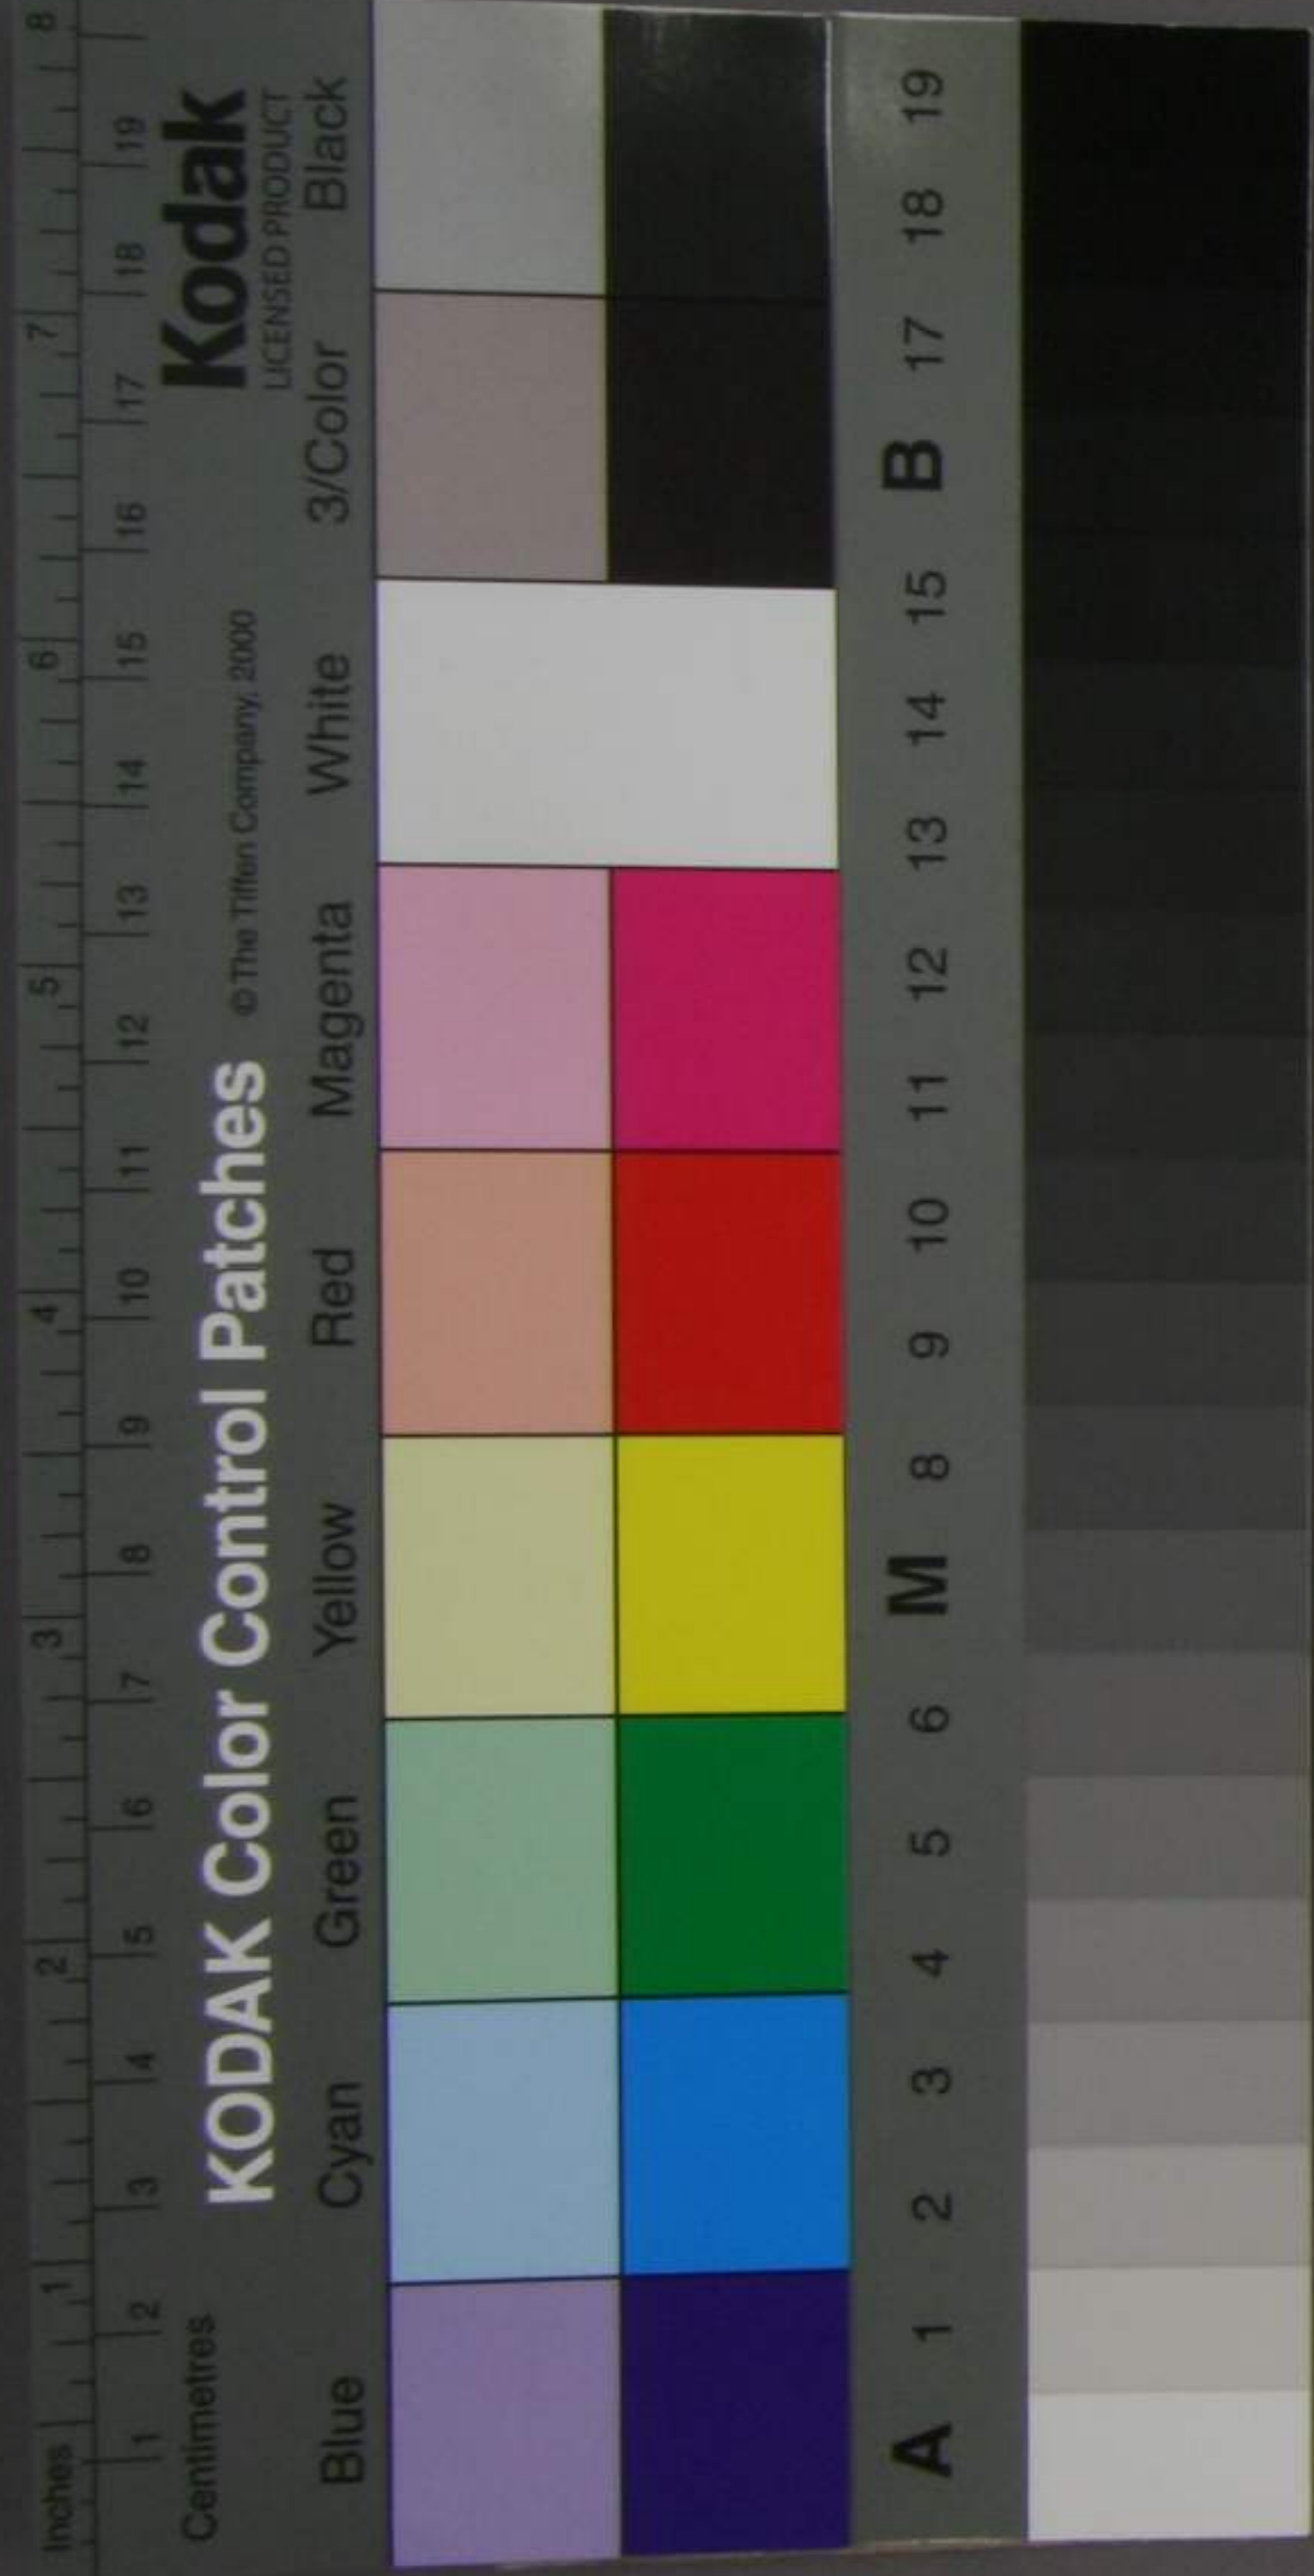 Inches 1 2 3 4 5 6 7 8
Centimetres 1 2 3 4 5 6 7 8 9 10 11 12 13 14 15 16 17 18 19
KODAK Color Control Patches © The Tiffen Company, 2000 Kodak
LICENSED PRODUCT
Blue Cyan Green Yellow Red Magenta White 3/Color Black
A 1 2 3 4 5 6 M 8 9 10 11 12 13 14 15 B 17 18 19